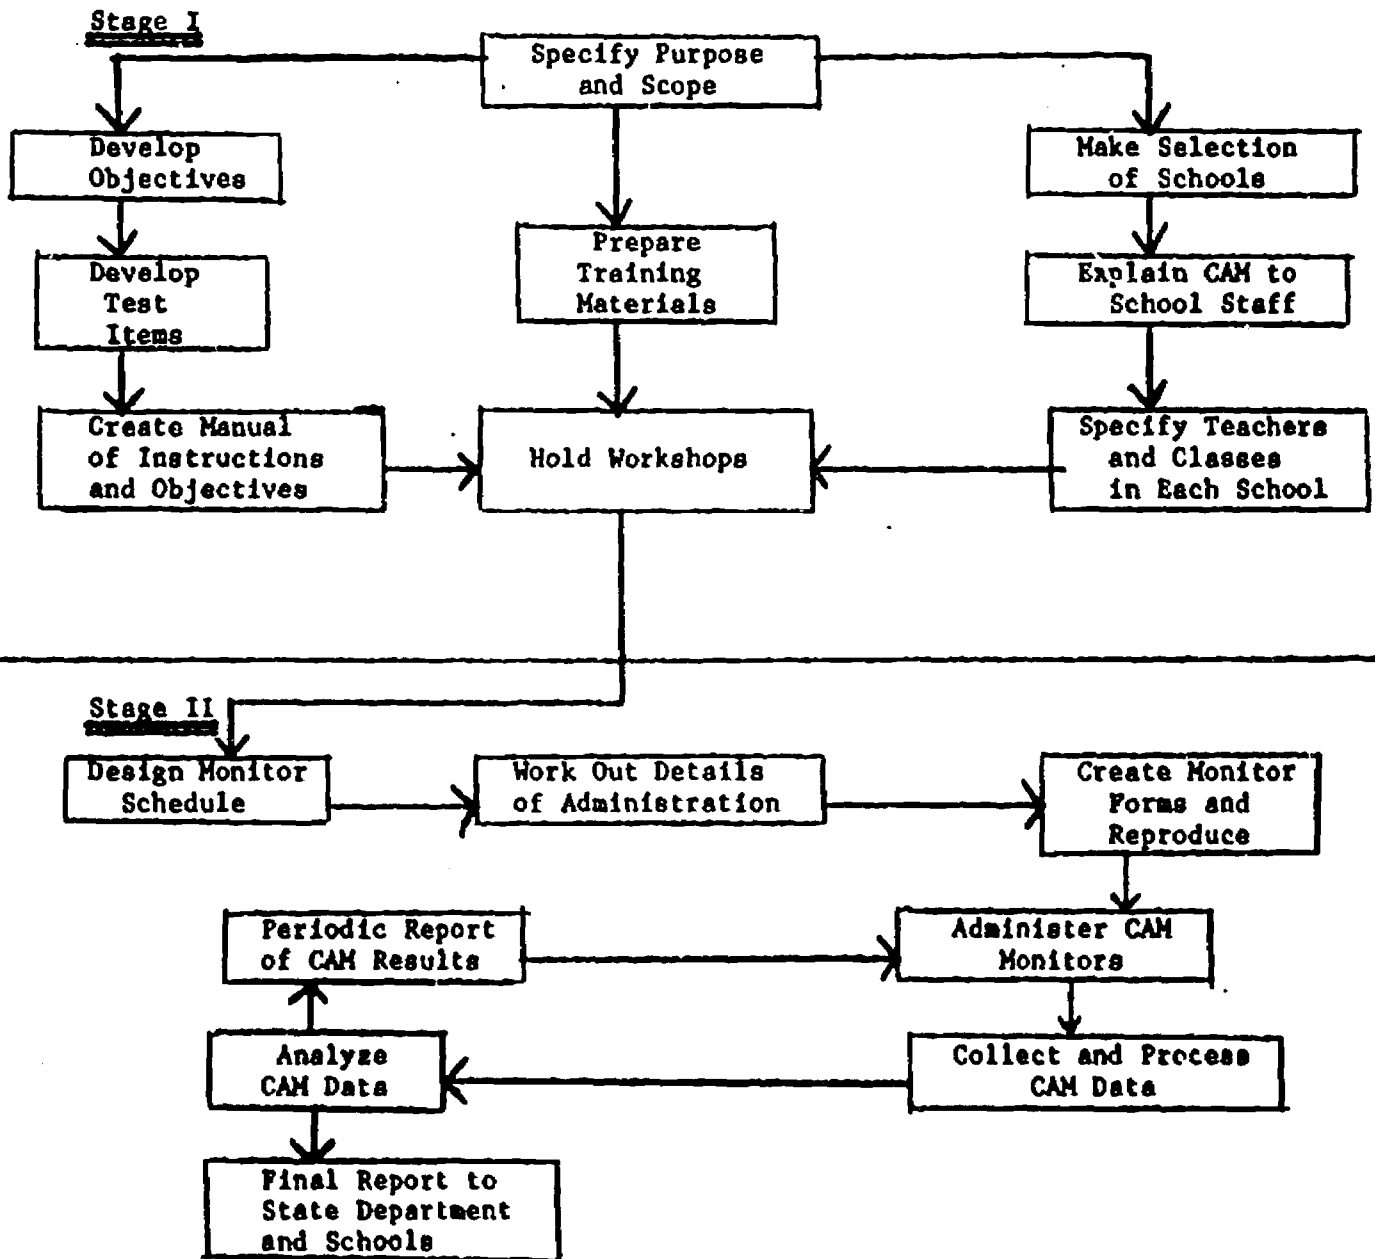 Stage I
Specify Purpose
and Scope
Develop
Objectives
Make Selection
of Schools
Prepare
Training
Materials
Develop
Test
Items
Explain CAM to
School Staff
Create Manual
of Instructions
and Objectives
Hold Workshops
Specify Teachers
and Classes
in Each School
Stage II
Design Monitor
Schedule
Work Out Details
of Administration
Create Monitor
Forms and
Reproduce
Periodic Report
of CAM Results
Administer CAM
Monitors
Analyze
CAM Data
Collect and Process
CAM Data
Final Report to
State Department
and Schools